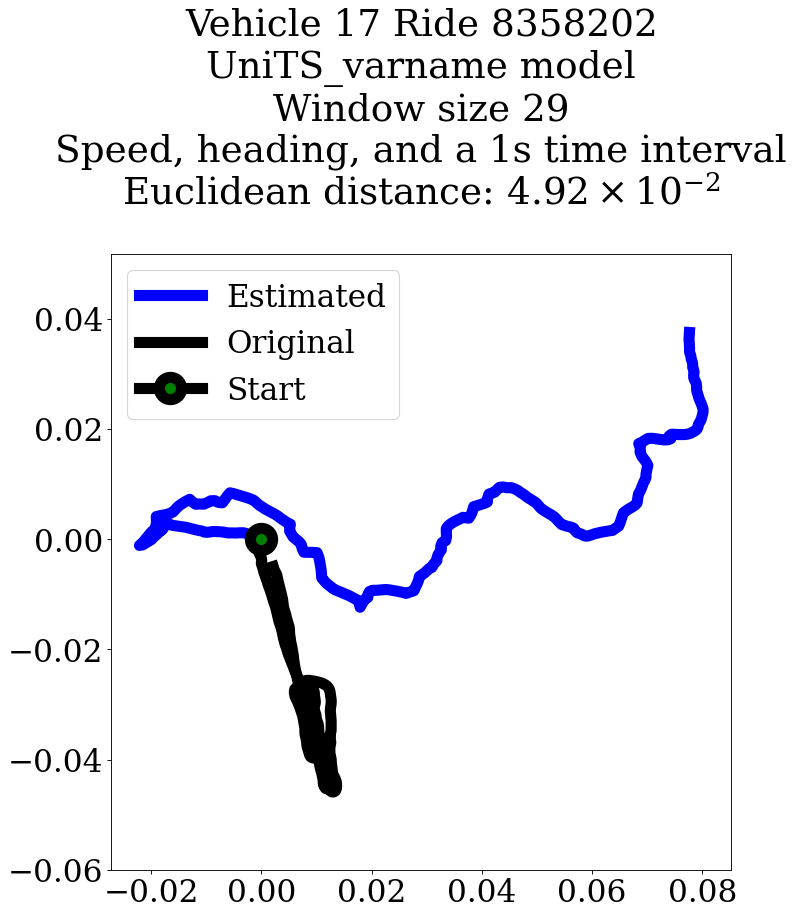 Vehicle 17 Ride 8358202
UniTS_varname model
Window size 29
Speed, heading, and a 1s time interval
Euclidean distance: 4.92 × 10⁻²
Estimated
Original
Start
0.04
0.02
0.00
−0.02
−0.04
−0.06
−0.02 0.00 0.02 0.04 0.06 0.08